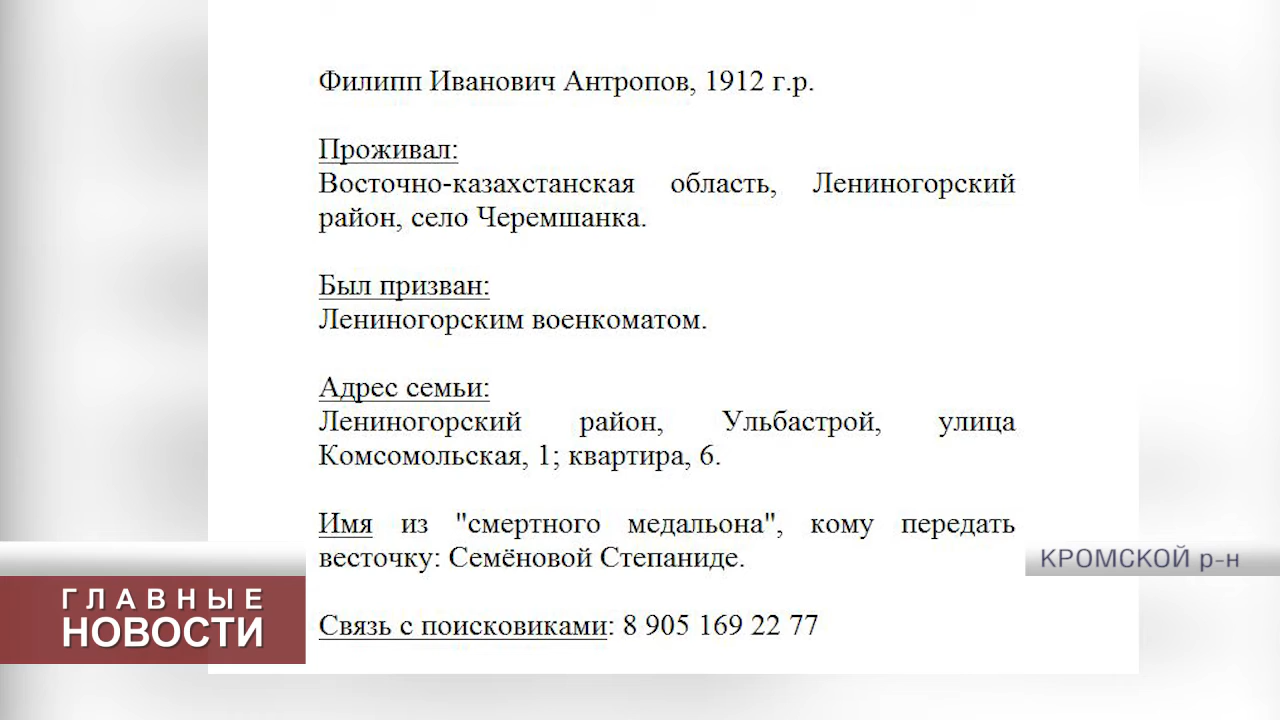 Филипп Иванович Антропов, 1912 г.р.
Проживал:
Восточно-казахстанская область, Лениногорский
район, село Черемшанка.
Был призван:
Лениногорским военкоматом.
Адрес семьи:
Лениногорский район, Ульбастрой, улица
Комсомольская, 1; квартира, 6.
Имя из "смертного медальона", кому передать
весточку: Семёновой Степаниде.
Связь с поисковиками: 8 905 169 22 77
КРОМСКОЙ р-н
ГЛАВНЫЕ
НОВОСТИ